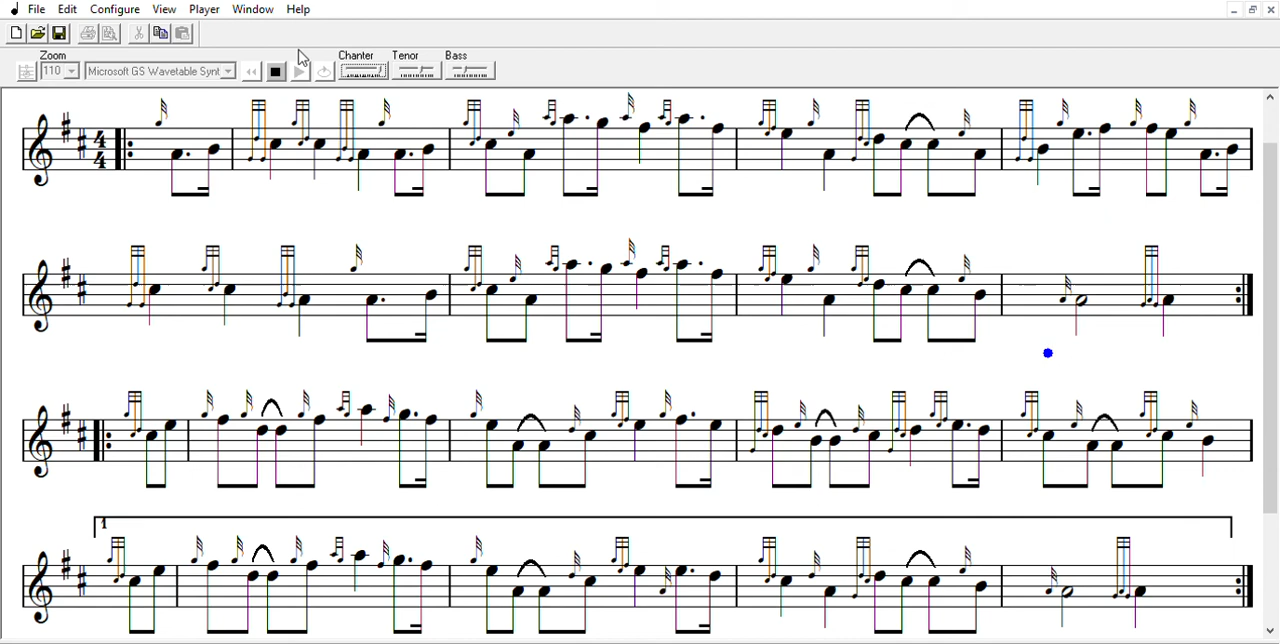 File Edit Configure View Player Window Help
Zoom Chanter Tenor Bass
110 Microsoft GS Wavetable Synt
4
4
1